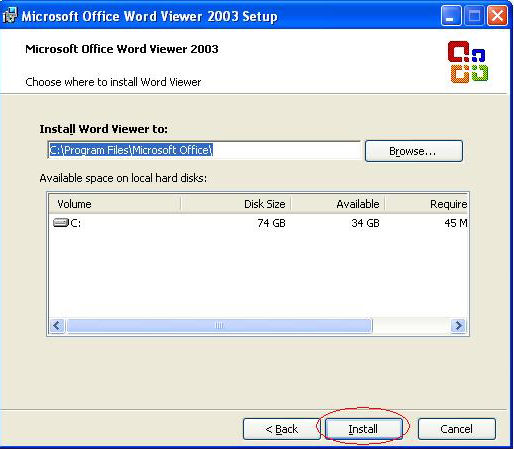 Microsoft Office Word Viewer 2003 Setup
Microsoft Office Word Viewer 2003
Choose where to install Word Viewer
Install Word Viewer to:
C:\Program Files\Microsoft Office\
Browse...
Available space on local hard disks:
Volume Disk Size Available Require
C: 74 GB 34 GB 45 M
< Back Install Cancel